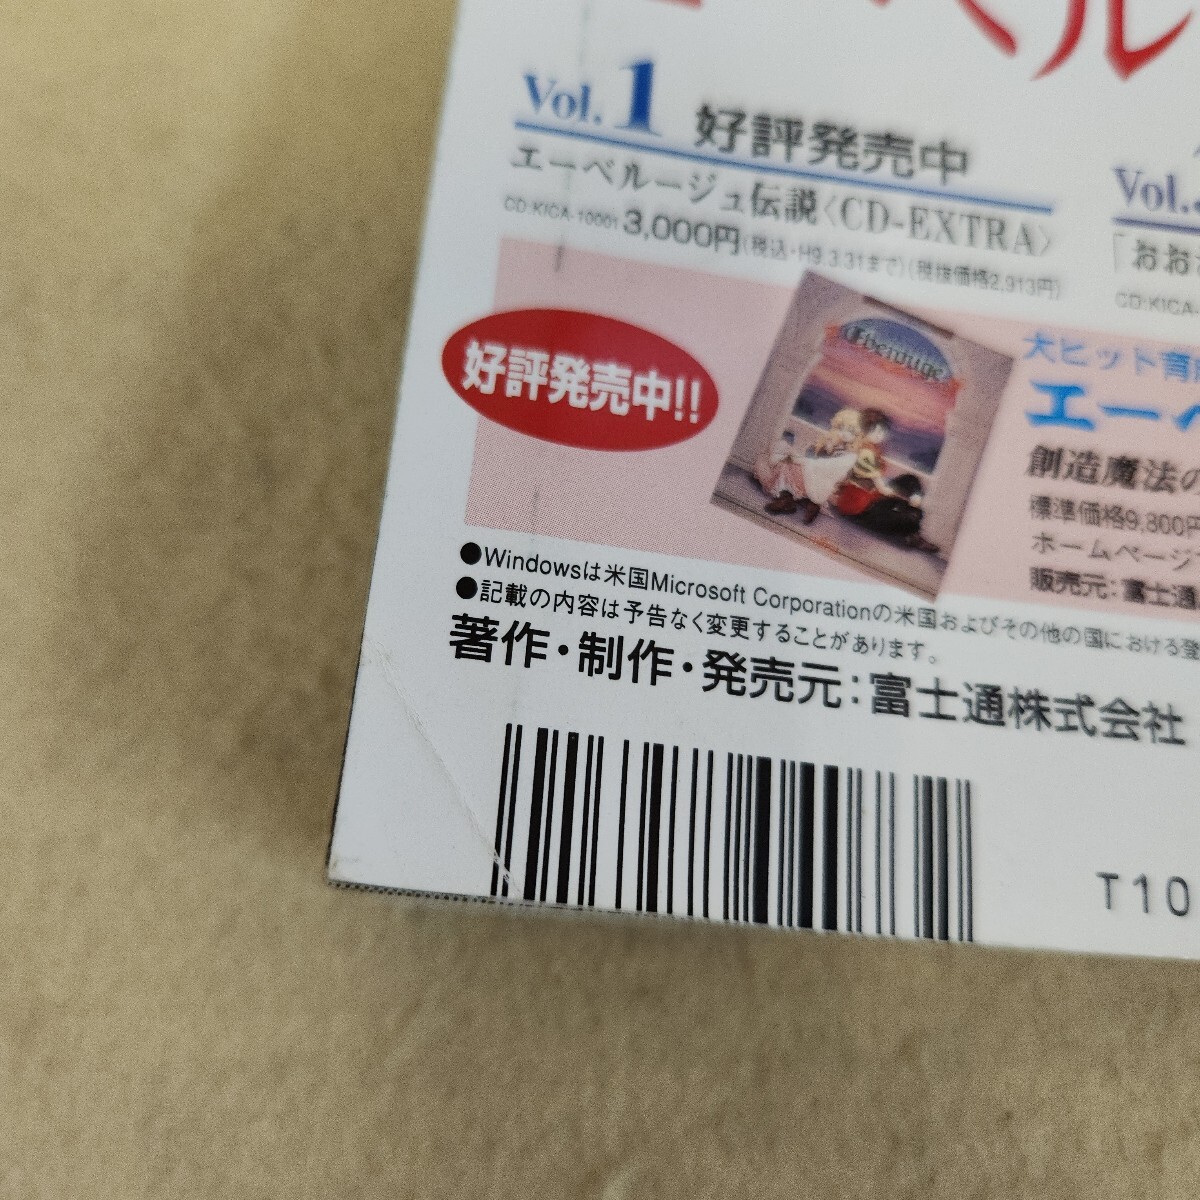 ベル
Vol.1 好評発売中
エーベルージュ伝説〈CD-EXTRA〉
CD:KICA-10001 3,000円(税込・H9.3.31まで)(税抜価格2,913円)
Vol.
「おお
CD:KICA-
好評発売中!!
大ヒット育
エー
創造魔法の
標準価格9,800円
ホームページ
販売元:富士通
●Windowsは米国Microsoft Corporationの米国およびその他の国における登
●記載の内容は予告なく変更することがあります。
著作・制作・発売元:富士通株式会社
T10